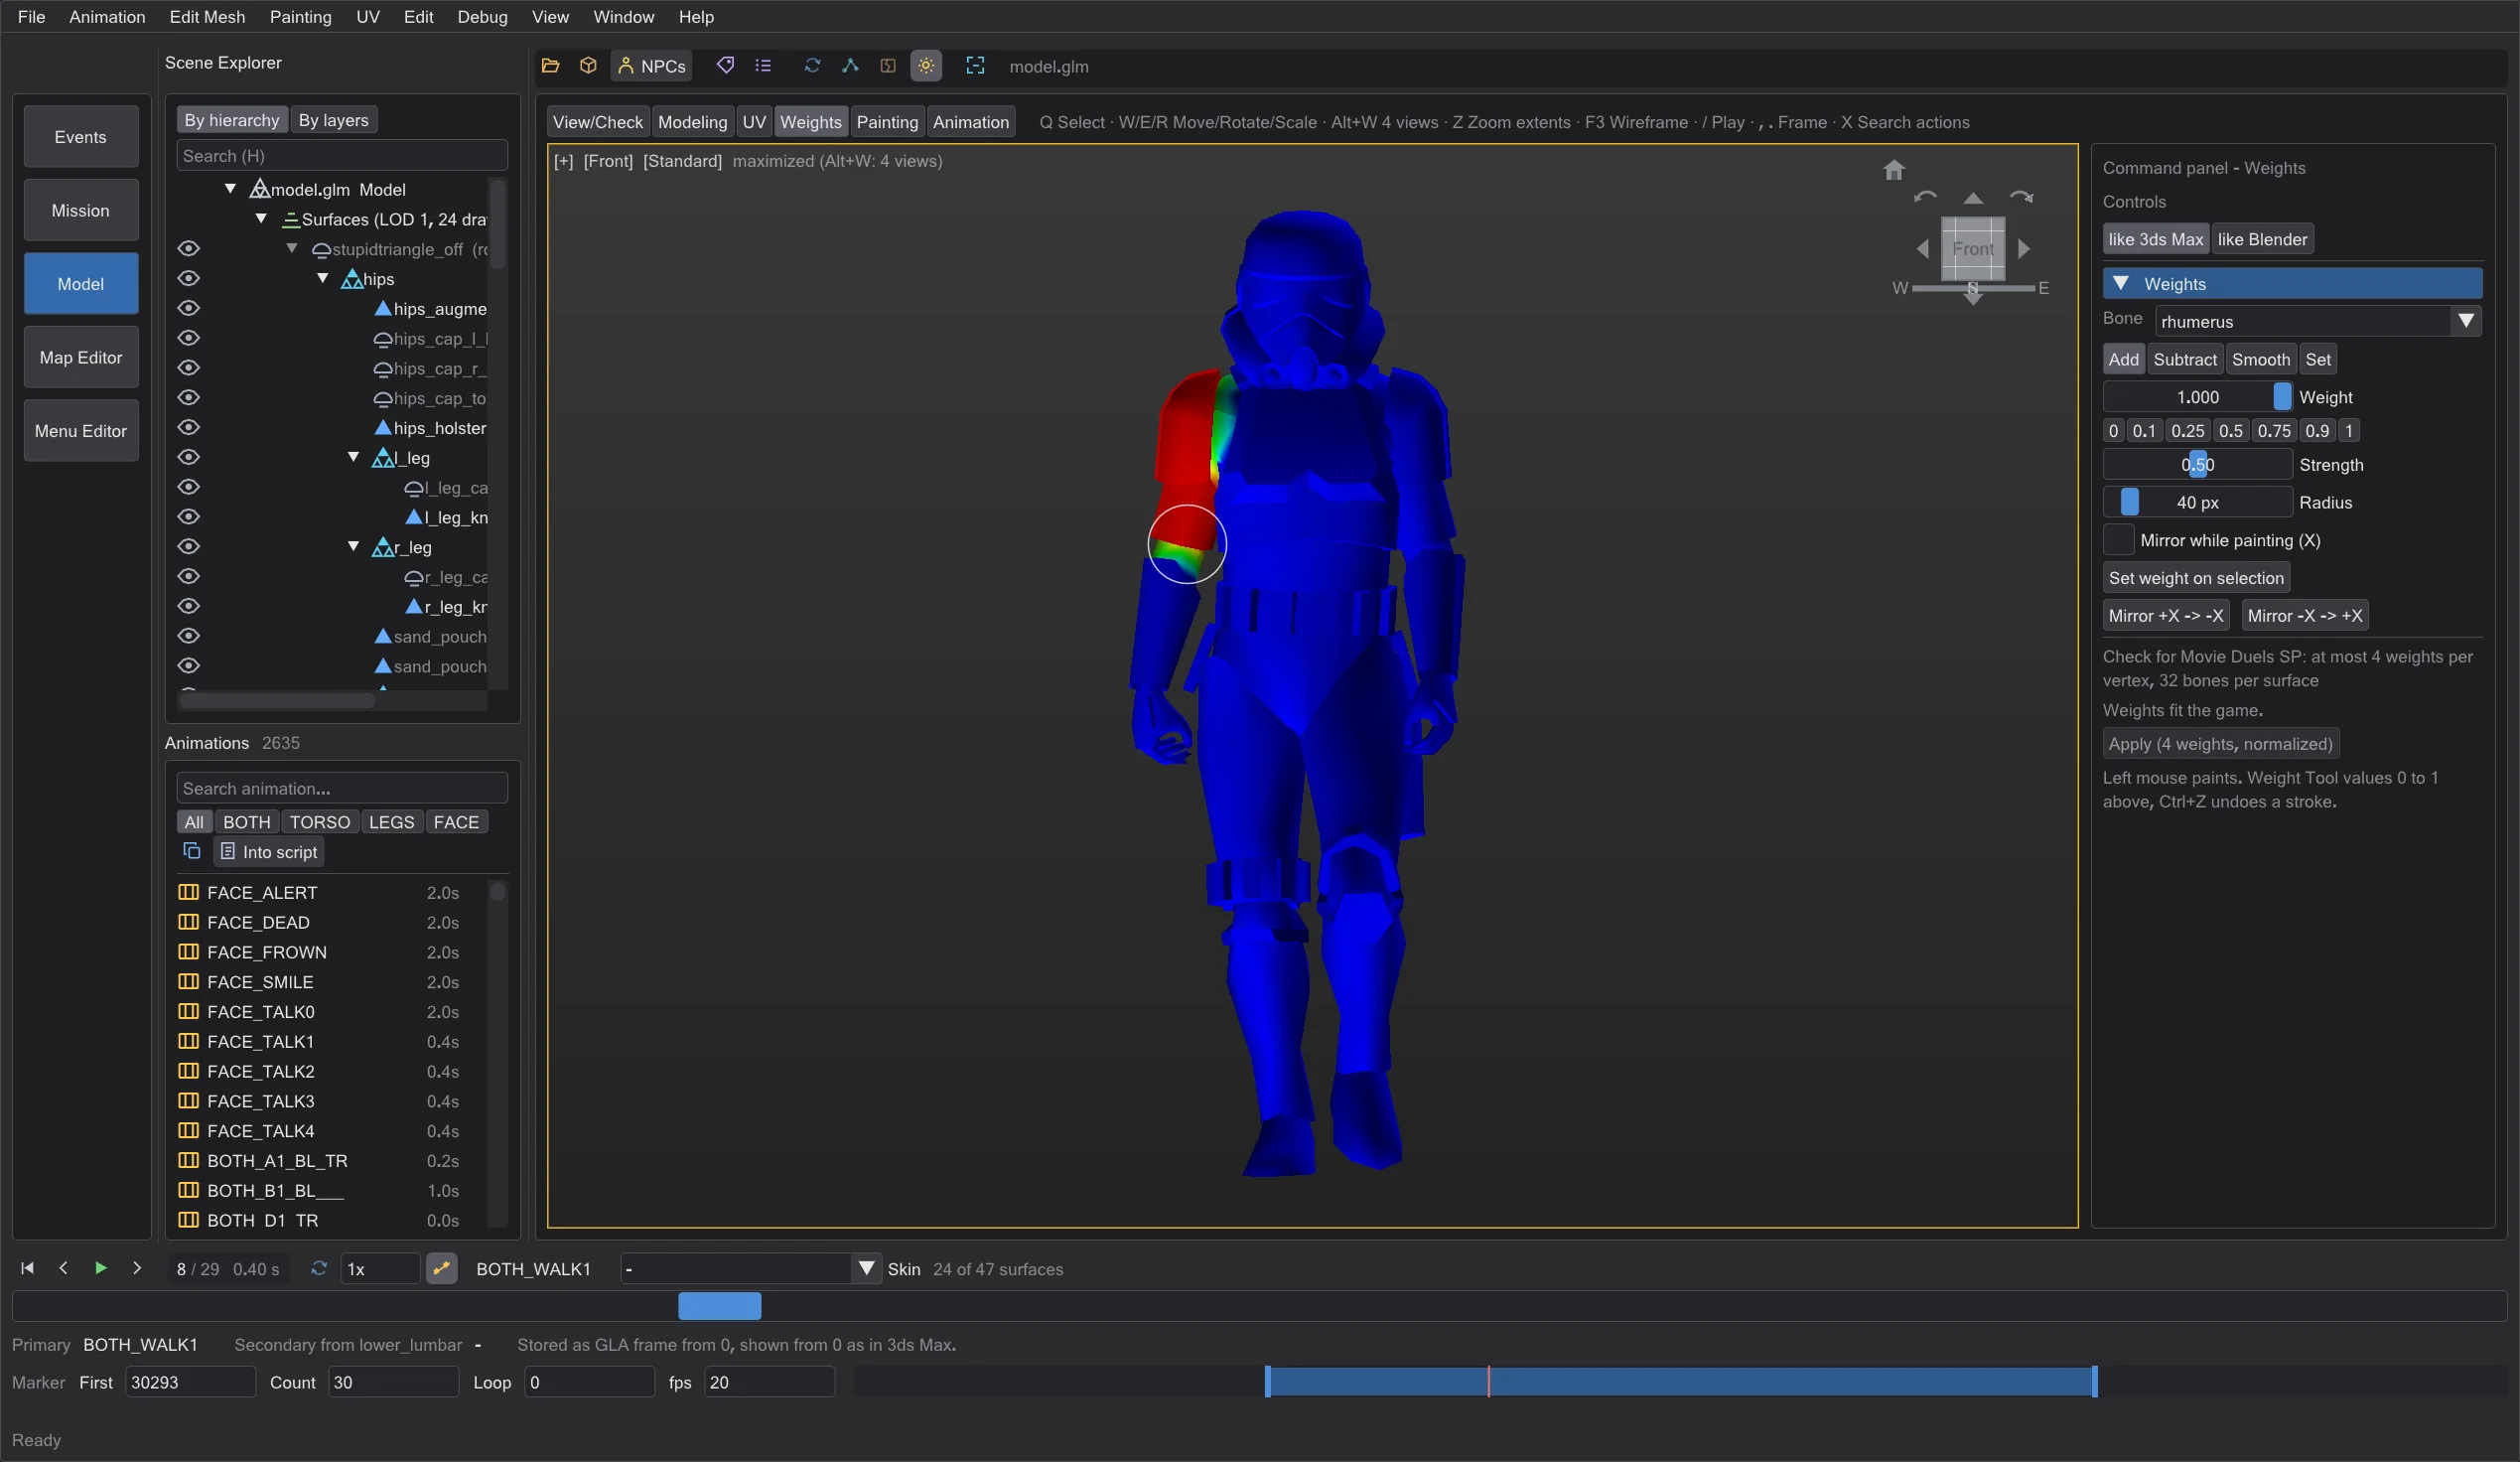 File Animation Edit Mesh Painting UV Edit Debug View Window Help
Scene Explorer
NPCs model.glm
Events
Mission
Model
Map Editor
Menu Editor
By hierarchy By layers
Search (H)
model.glm Model
Surfaces (LOD 1, 24 dra
stupidtriangle_off (ro
hips
hips_augme
hips_cap_l_l
hips_cap_r_
hips_cap_to
hips_holster
l_leg
l_leg_ca
l_leg_kn
r_leg
r_leg_ca
r_leg_kn
sand_pouch
sand_pouch
Animations 2635
Search animation...
All BOTH TORSO LEGS FACE
Into script
FACE_ALERT 2.0s
FACE_DEAD 2.0s
FACE_FROWN 2.0s
FACE_SMILE 2.0s
FACE_TALK0 2.0s
FACE_TALK1 0.4s
FACE_TALK2 0.4s
FACE_TALK3 0.4s
FACE_TALK4 0.4s
BOTH_A1_BL_TR 0.2s
BOTH_B1_BL___ 1.0s
BOTH_D1_TR 0.0s
View/Check Modeling UV Weights Painting Animation Q Select · W/E/R Move/Rotate/Scale · Alt+W 4 views · Z Zoom extents · F3 Wireframe · / Play · , . Frame · X Search actions
[+] [Front] [Standard] maximized (Alt+W: 4 views)
Front
W S E
Command panel - Weights
Controls
like 3ds Max like Blender
Weights
Bone rhumerus
Add Subtract Smooth Set
1.000 Weight
0 0.1 0.25 0.5 0.75 0.9 1
0.50 Strength
40 px Radius
Mirror while painting (X)
Set weight on selection
Mirror +X -> -X Mirror -X -> +X
Check for Movie Duels SP: at most 4 weights per
vertex, 32 bones per surface
Weights fit the game.
Apply (4 weights, normalized)
Left mouse paints. Weight Tool values 0 to 1
above, Ctrl+Z undoes a stroke.
8 / 29 0.40 s 1x BOTH_WALK1 - Skin 24 of 47 surfaces
Primary BOTH_WALK1 Secondary from lower_lumbar - Stored as GLA frame from 0, shown from 0 as in 3ds Max.
Marker First 30293 Count 30 Loop 0 fps 20
Ready